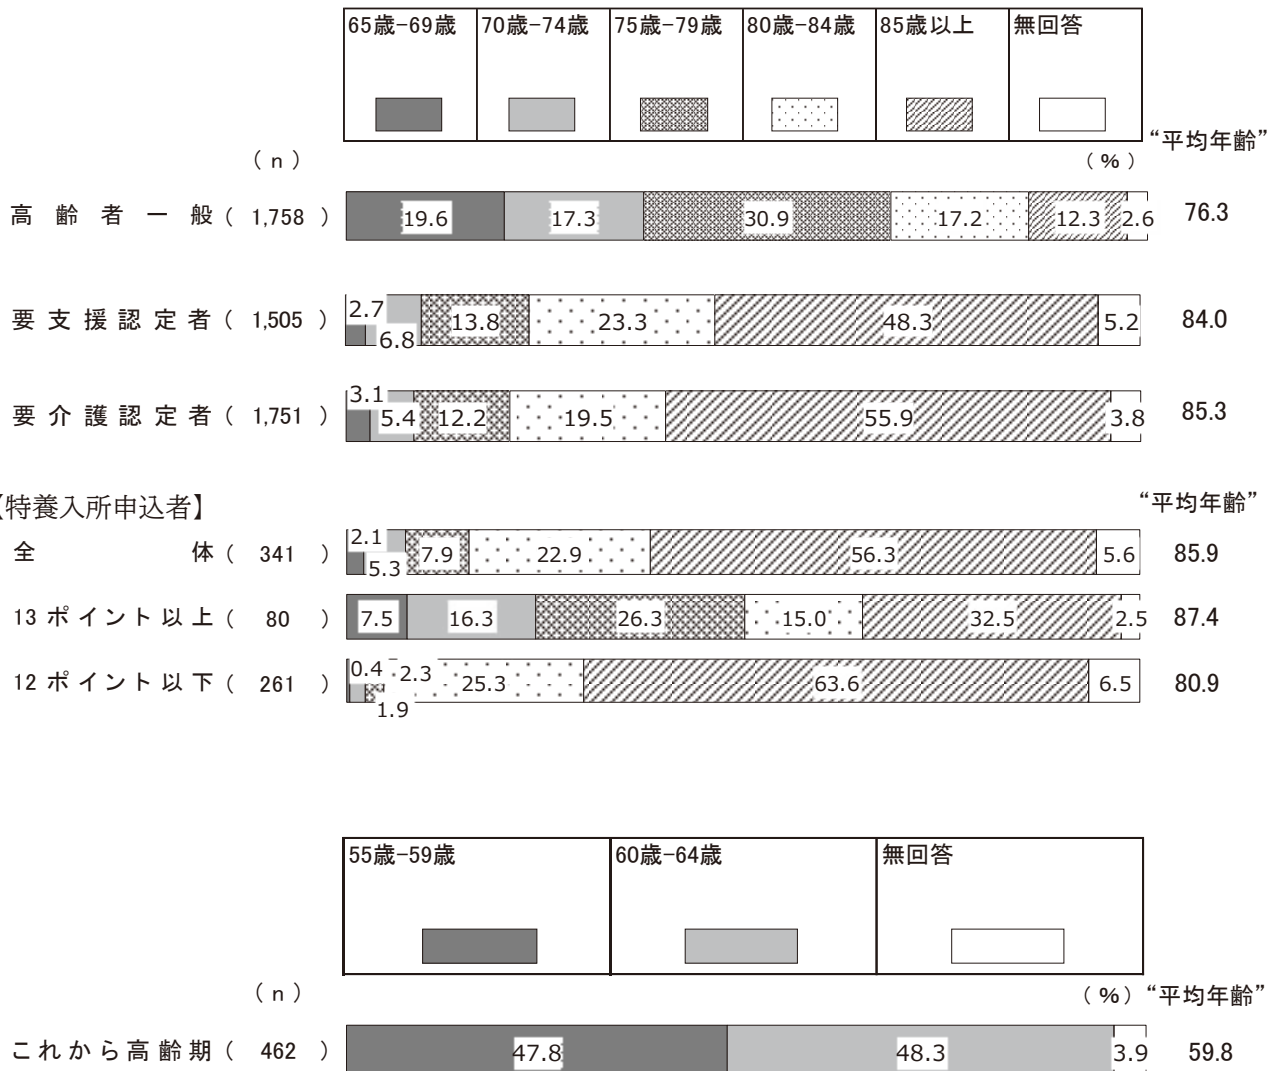 65歳-69歳 70歳-74歳 75歳-79歳 80歳-84歳 85歳以上 無回答
(n) (%) “平均年齢”
高齢者一般( 1,758 ) 19.6 17.3 30.9 17.2 12.3 2.6 76.3
要支援認定者( 1,505 ) 2.7 6.8 13.8 23.3 48.3 5.2 84.0
要介護認定者( 1,751 ) 3.1 5.4 12.2 19.5 55.9 3.8 85.3
特養入所申込者】 “平均年齢”
全体( 341 ) 2.1 5.3 7.9 22.9 56.3 5.6 85.9
13ポイント以上( 80 ) 7.5 16.3 26.3 15.0 32.5 2.5 87.4
12ポイント以下( 261 ) 0.4 2.3 1.9 25.3 63.6 6.5 80.9
55歳-59歳 60歳-64歳 無回答
(n) (%) “平均年齢”
これから高齢期( 462 ) 47.8 48.3 3.9 59.8